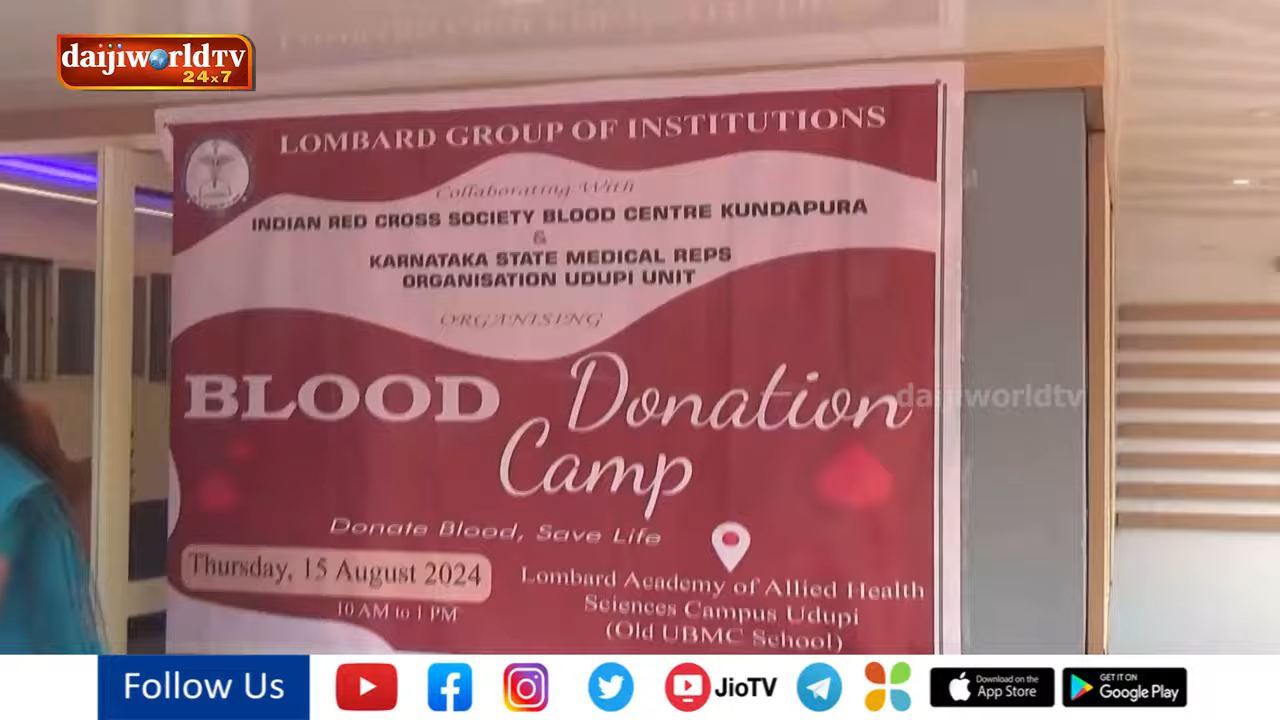 daijiworldTV
24x7
LOMBARD GROUP OF INSTITUTIONS
Collaborating With
INDIAN RED CROSS SOCIETY BLOOD CENTRE KUNDAPURA
&
KARNATAKA STATE MEDICAL REPS
ORGANISATION UDUPI UNIT
ORGANISING
BLOOD Donation
Camp
daijiworldtv
Donate Blood, Save Life
Thursday, 15 August 2024
10 AM to 1 PM
Lombard Academy of Allied Health
Sciences Campus Udupi
(Old UBMC School)
Follow Us
JioTV
Download on the
App Store
GET IT ON
Google Play